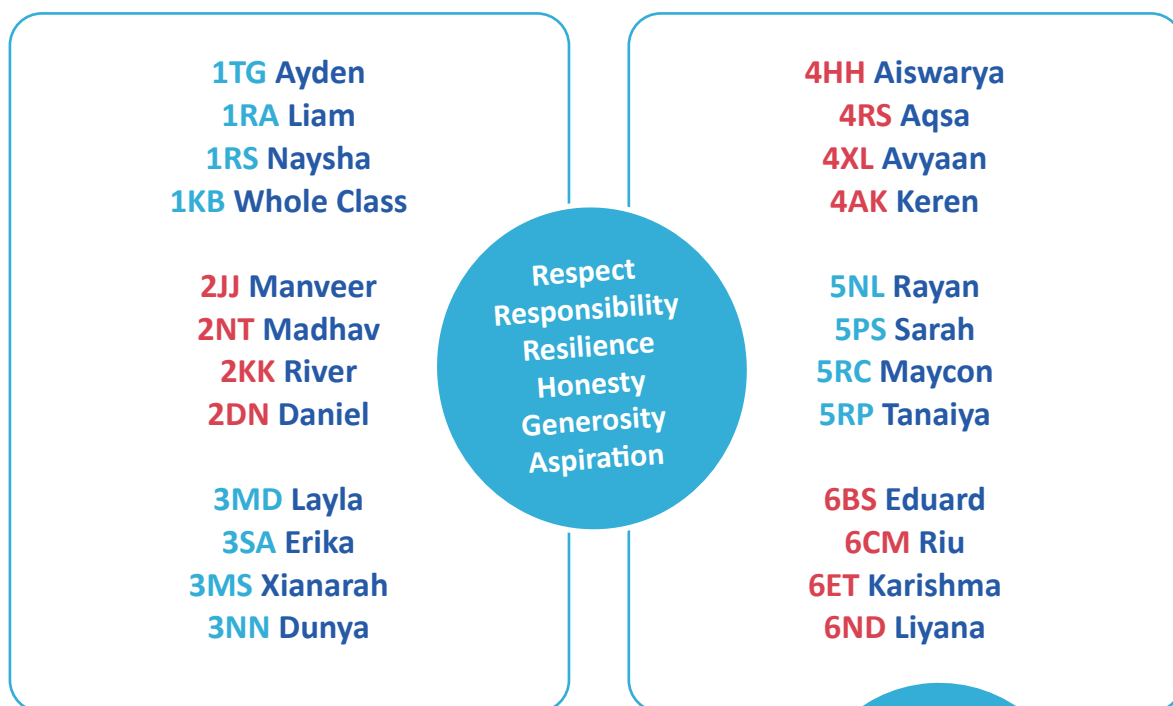 1TG Ayden
1RA Liam
1RS Naysha
1KB Whole Class
2JJ Manveer
2NT Madhav
2KK River
2DN Daniel
3MD Layla
3SA Erika
3MS Xianarah
3NN Dunya
Respect
Responsibility
Resilience
Honesty
Generosity
Aspiration
4HH Aiswarya
4RS Aqsa
4XL Avyaan
4AK Keren
5NL Rayan
5PS Sarah
5RC Maycon
5RP Tanaiya
6BS Eduard
6CM Riu
6ET Karishma
6ND Liyana